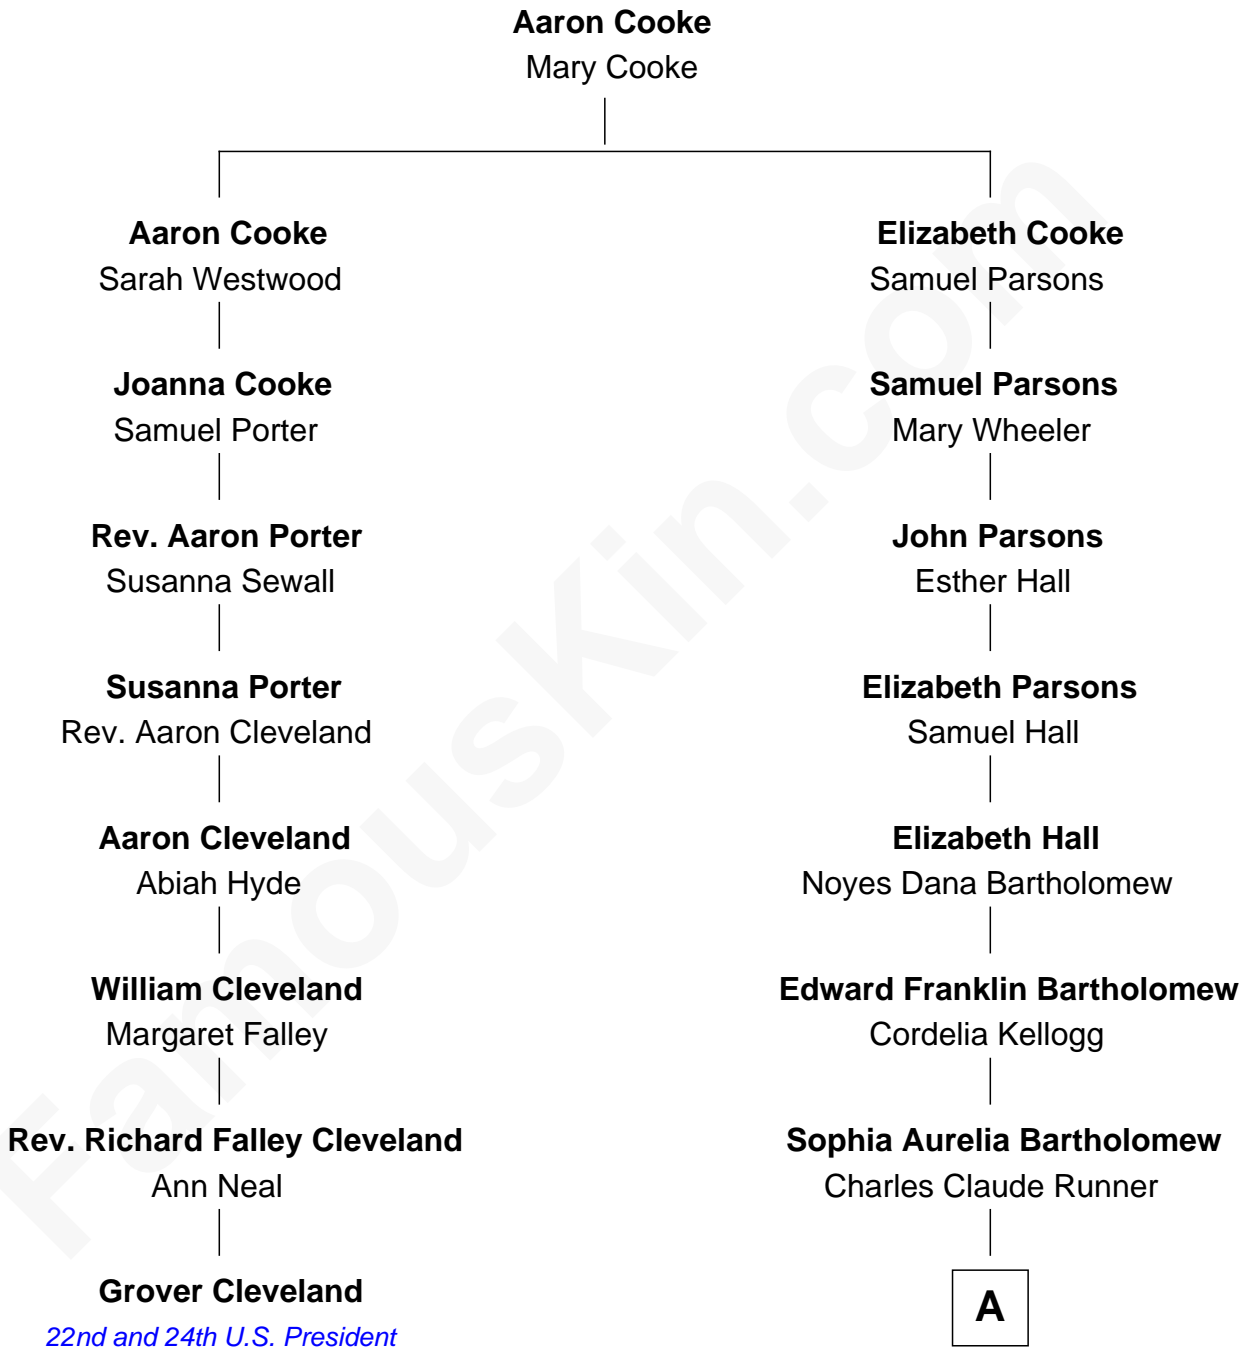 Aaron Cooke
Mary Cooke
Aaron Cooke
Sarah Westwood
Elizabeth Cooke
Samuel Parsons
Joanna Cooke
Samuel Porter
Samuel Parsons
Mary Wheeler
Rev. Aaron Porter
Susanna Sewall
John Parsons
Esther Hall
Susanna Porter
Rev. Aaron Cleveland
Elizabeth Parsons
Samuel Hall
Aaron Cleveland
Abiah Hyde
Elizabeth Hall
Noyes Dana Bartholomew
William Cleveland
Margaret Falley
Edward Franklin Bartholomew
Cordelia Kellogg
Rev. Richard Falley Cleveland
Ann Neal
Sophia Aurelia Bartholomew
Charles Claude Runner
Grover Cleveland
22nd and 24th U.S. President
A
FamousKin.com